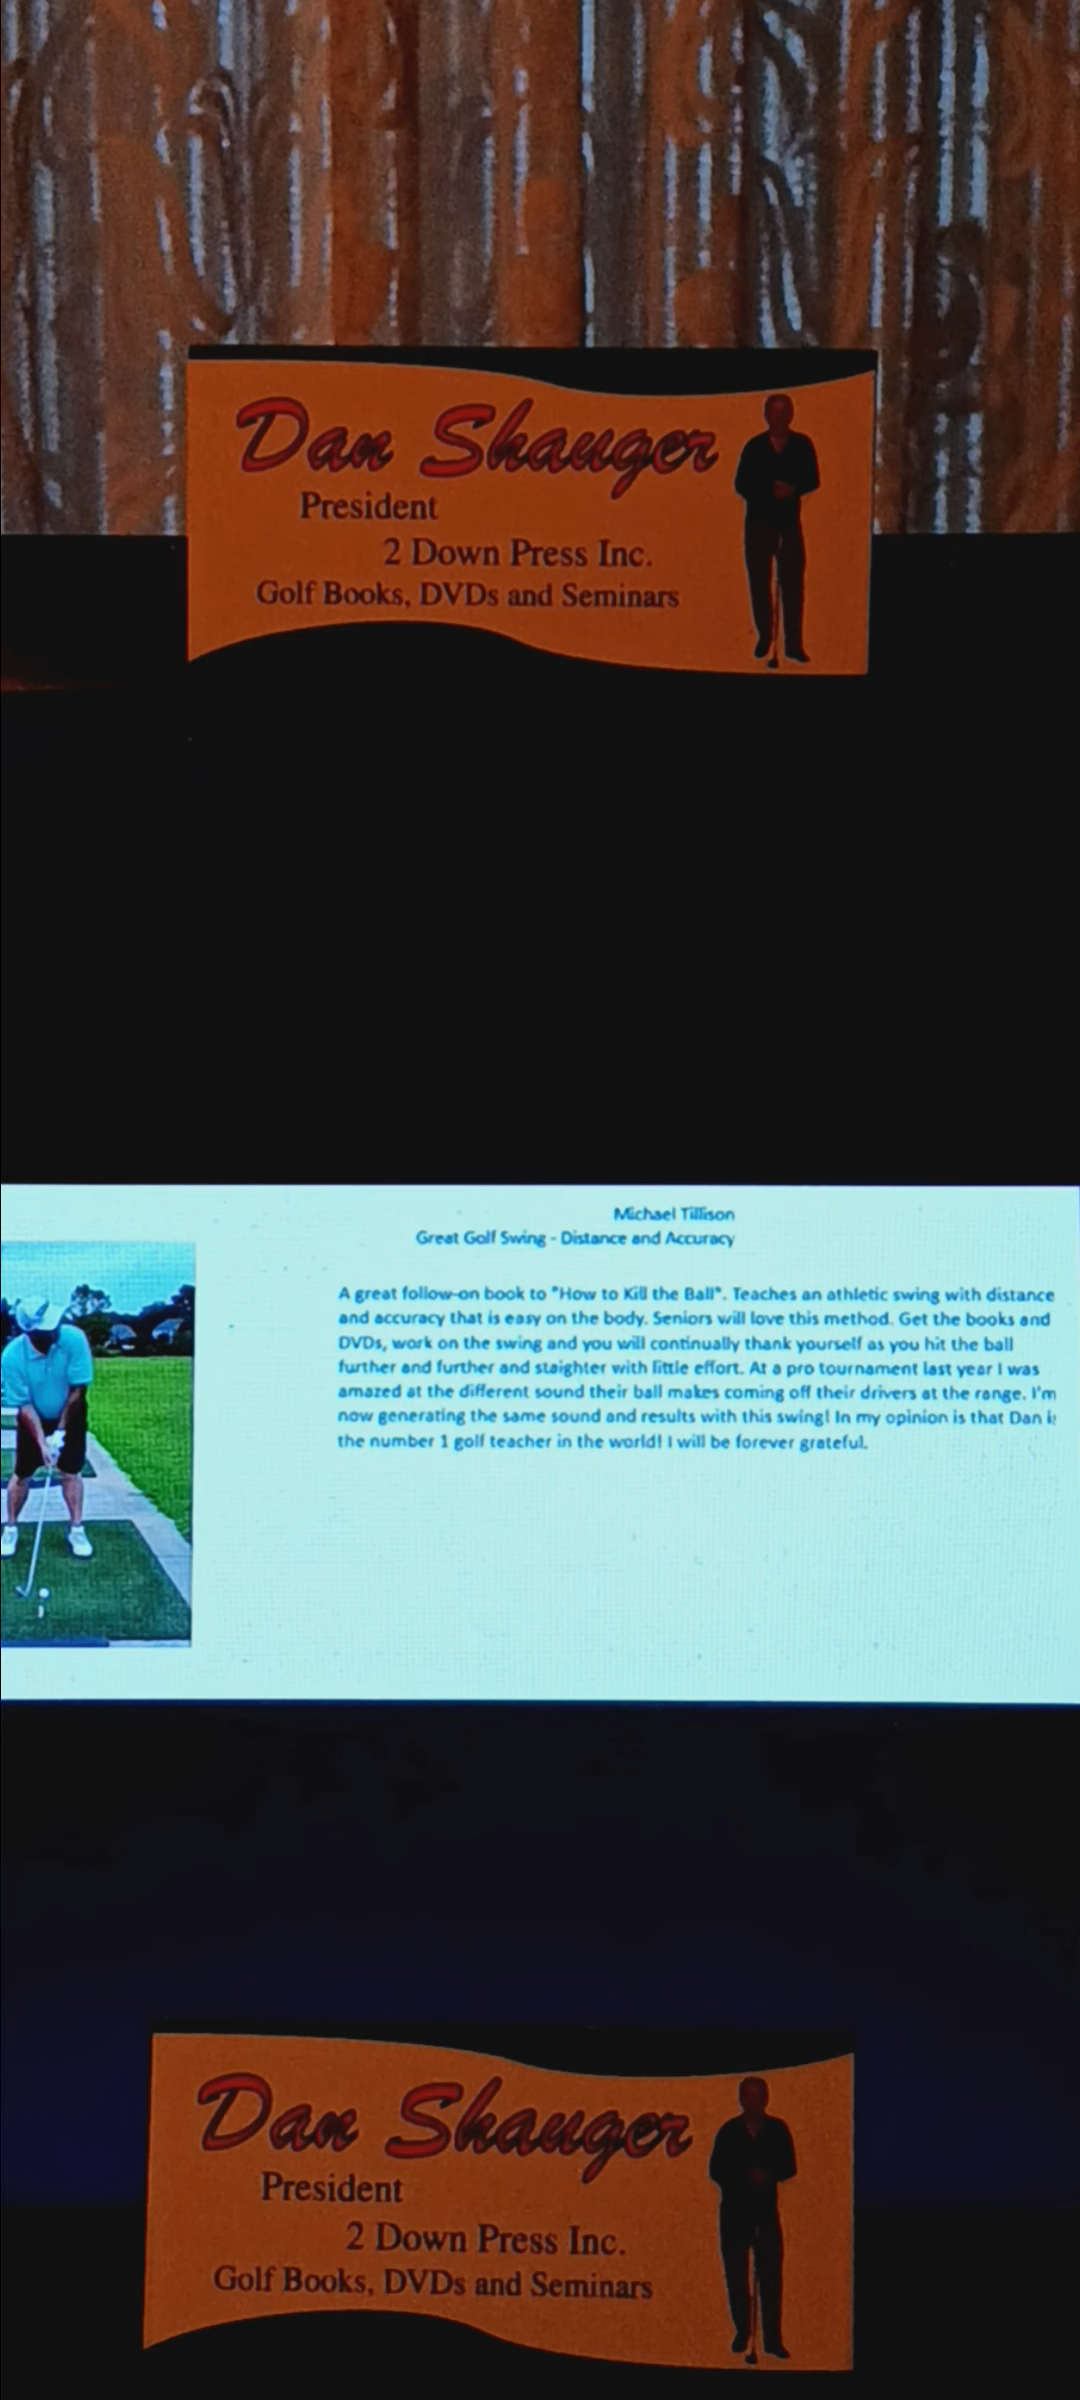 Dan Shauger
President
2 Down Press Inc.
Golf Books, DVDs and Seminars
Michael Tillison
Great Golf Swing - Distance and Accuracy
A great follow-on book to "How to Kill the Ball". Teaches an athletic swing with distance
and accuracy that is easy on the body. Seniors will love this method. Get the books and
DVDs, work on the swing and you will continually thank yourself as you hit the ball
further and further and staighter with little effort. At a pro tournament last year I was
amazed at the different sound their ball makes coming off their drivers at the range. I'm
now generating the same sound and results with this swing! In my opinion is that Dan i
the number 1 golf teacher in the world! I will be forever grateful.
Dan Shauger
President
2 Down Press Inc.
Golf Books, DVDs and Seminars